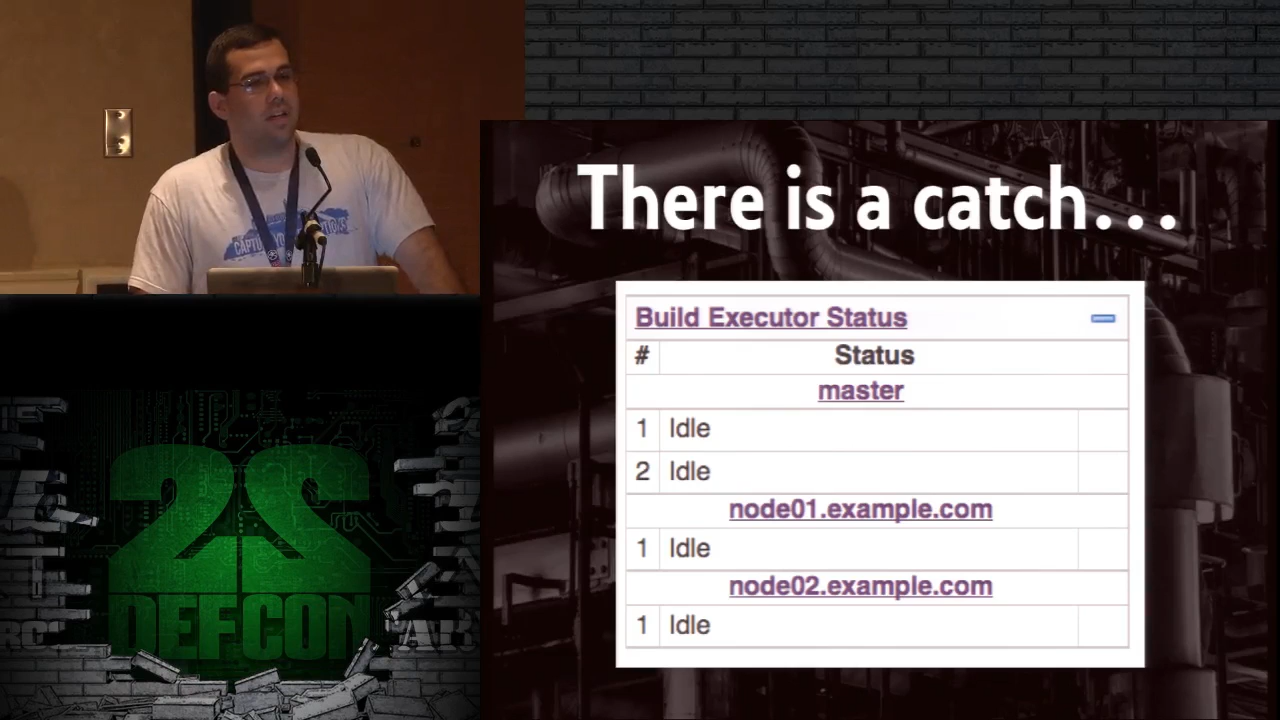 There is a catch...
Build Executor Status
# Status
master
1 Idle
2 Idle
node01.example.com
1 Idle
node02.example.com
1 Idle
22
DEFCON